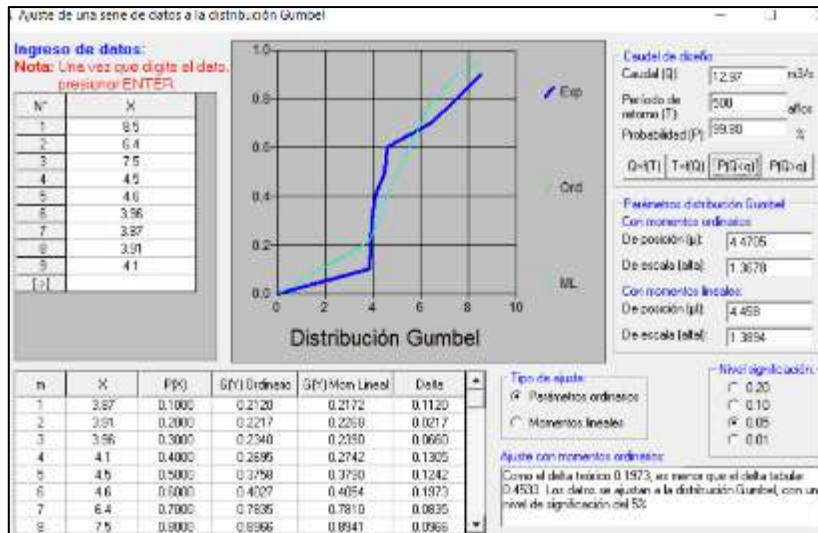 Ajuste de una serie de datos a la distribución Gumbel
Ingreso de datos:
Nota: Una vez que digite el dato, presionar ENTER
N° X
1 8.5
2 6.4
3 7.5
4 4.5
5 4.6
6 3.96
7 3.87
8 3.91
9 4.1
1.0
0.8
0.6
0.4
0.2
0.0
0 2 4 6 8 10
Exp
Ord
ML
Distribución Gumbel
Caudal de diseño
Caudal (Q): 12.97 m3/s
Período de retorno (T): 500 años
Probabilidad (P): 99.80 %
Q=f(T) T=f(Q) P(Q<q) P(Q>q)
Parámetros distribución Gumbel
Con momentos ordinarios:
De posición (µ): 4.4705
De escala (alfa): 1.3678
Con momentos lineales:
De posición (µl): 4.458
De escala (alfal): 1.3894
m X P(X) G(Y) Ordinario G(Y) Mom Lineal Delta
1 3.87 0.1000 0.2120 0.2172 0.1120
2 3.91 0.2000 0.2217 0.2268 0.0217
3 3.96 0.3000 0.2340 0.2390 0.0660
4 4.1 0.4000 0.2695 0.2742 0.1305
5 4.5 0.5000 0.3758 0.3790 0.1242
6 4.6 0.6000 0.4027 0.4054 0.1973
7 6.4 0.7000 0.7835 0.7810 0.0835
8 7.5 0.8000 0.8966 0.8941 0.0966
Tipo de ajuste:
Parámetros ordinarios
Momentos lineales
Nivel significación:
0.20
0.10
0.05
0.01
Ajuste con momentos ordinarios:
Como el delta teórico 0.1973, es menor que el delta tabular
0.4533. Los datos se ajustan a la distribución Gumbel, con un
nivel de significación del 5%